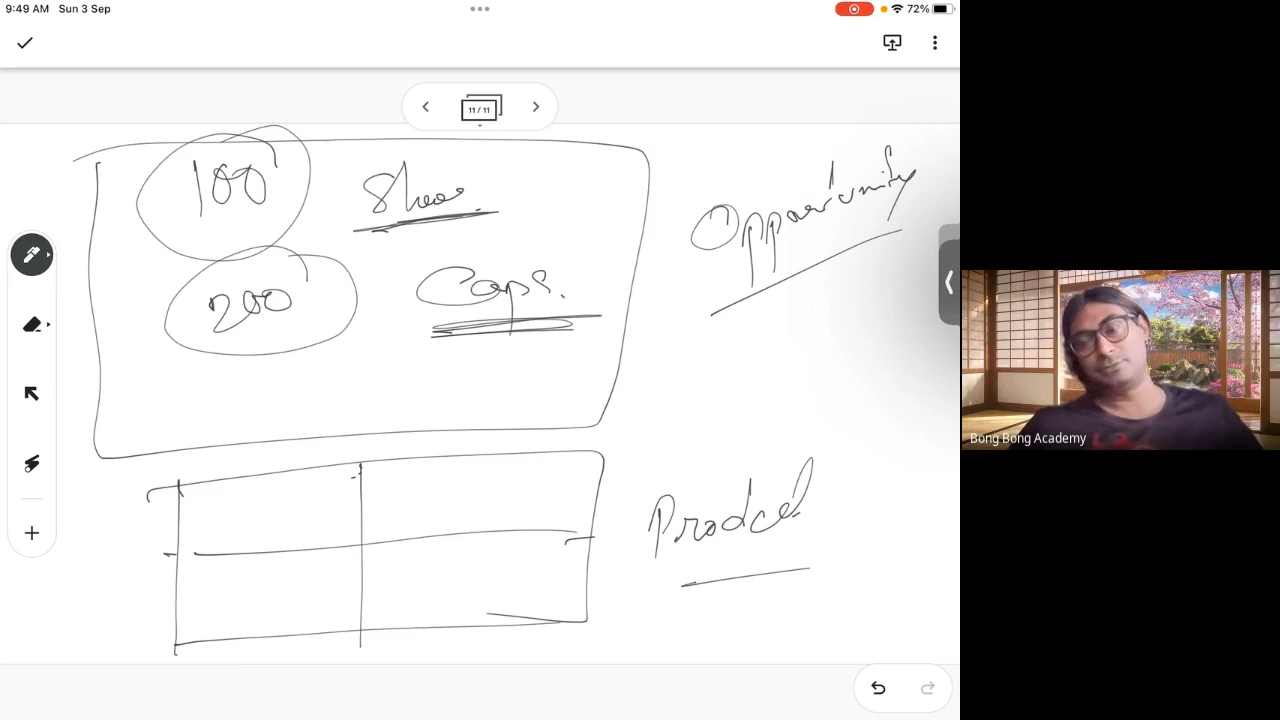 9:49 AM Sun 3 Sep
72%
11 / 11
100 Shoes.
200 Caps.
Opportunity
Product
Bong Bong Academy